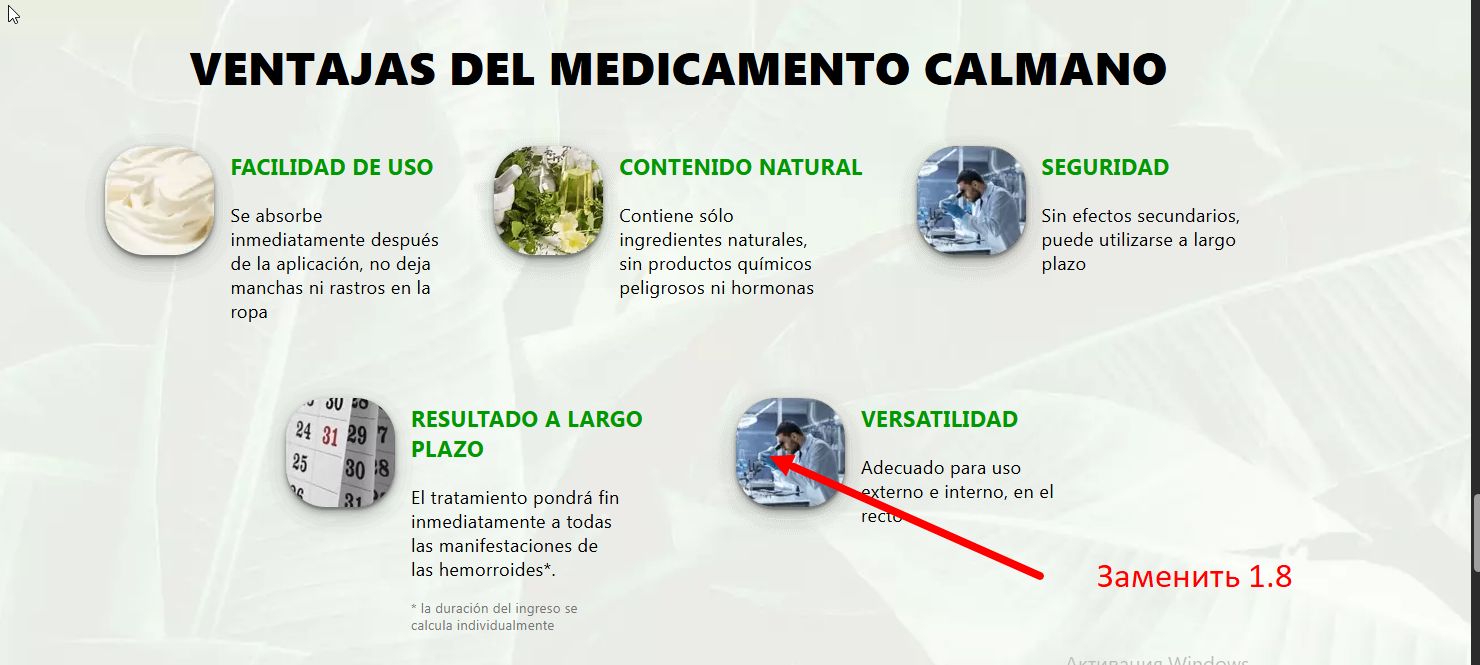 VENTAJAS DEL MEDICAMENTO CALMANO
FACILIDAD DE USO
Se absorbe
inmediatamente después
de la aplicación, no deja
manchas ni rastros en la
ropa
CONTENIDO NATURAL
Contiene sólo
ingredientes naturales,
sin productos químicos
peligrosos ni hormonas
SEGURIDAD
Sin efectos secundarios,
puede utilizarse a largo
plazo
30 28
24 31 29 7
25 30 28
31
RESULTADO A LARGO
PLAZO
El tratamiento pondrá fin
inmediatamente a todas
las manifestaciones de
las hemorroides*.
* la duración del ingreso se
calcula individualmente
VERSATILIDAD
Adecuado para uso
externo e interno, en el
recto
Заменить 1.8
Активация Windows